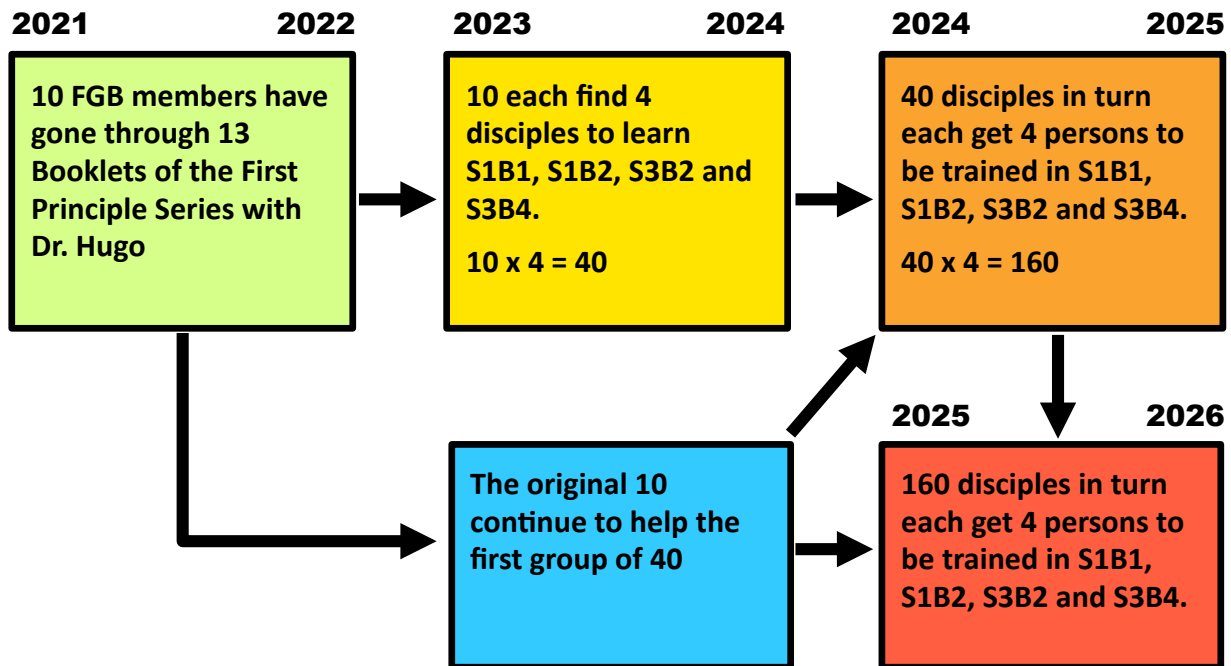 2021 2022
10 FGB members have
gone through 13
Booklets of the First
Principle Series with
Dr. Hugo
2023 2024
10 each find 4
disciples to learn
S1B1, S1B2, S3B2 and
S3B4.
10 x 4 = 40
2024 2025
40 disciples in turn
each get 4 persons to
be trained in S1B1,
S1B2, S3B2 and S3B4.
40 x 4 = 160
The original 10
continue to help the
first group of 40
2025 2026
160 disciples in turn
each get 4 persons to
be trained in S1B1,
S1B2, S3B2 and S3B4.